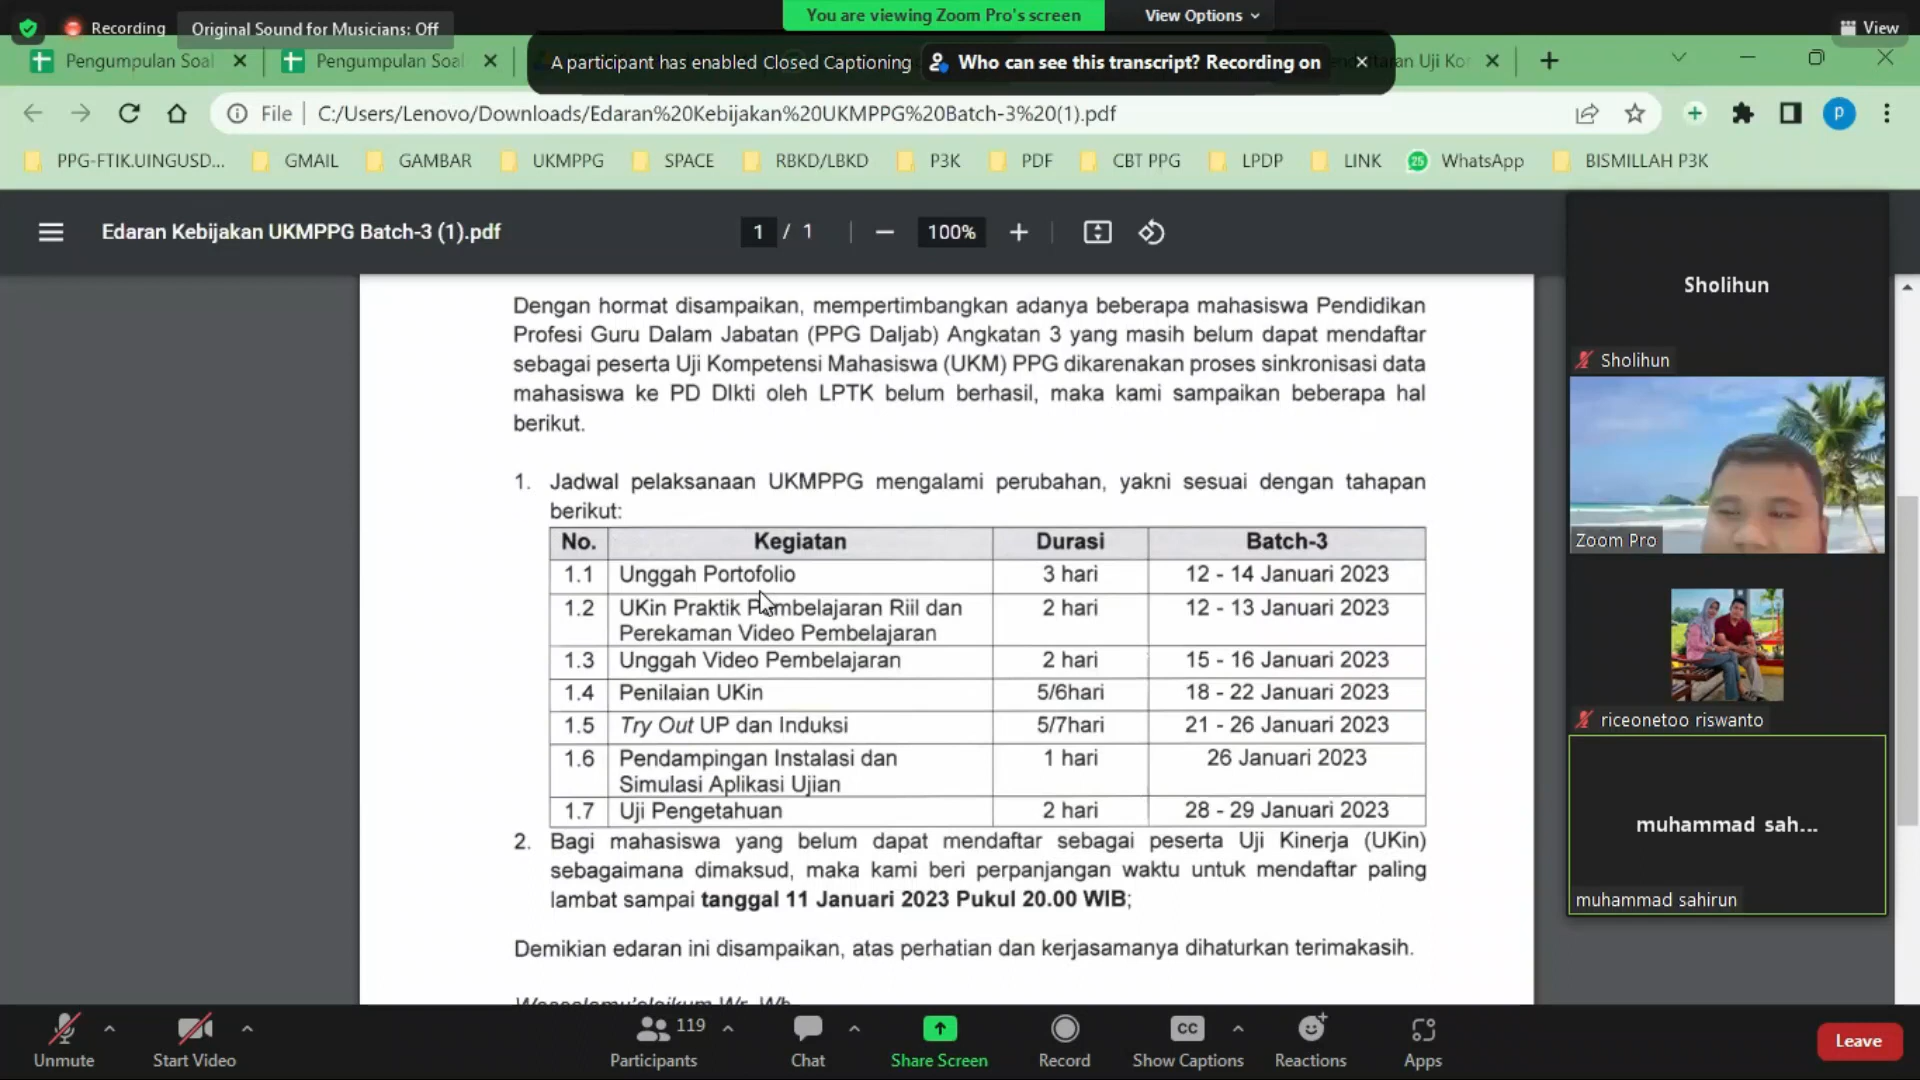 Recording
Original Sound for Musicians: Off
You are viewing Zoom Pro's screen
View Options
View
Pengumpulan Soal
Pengumpulan Soal
A participant has enabled Closed Captioning
Who can see this transcript? Recording on
taran Uji Ko
File
C:/Users/Lenovo/Downloads/Edaran%20Kebijakan%20UKMPPG%20Batch-3%20(1).pdf
P
PPG-FTIK.UINGUSD...
GMAIL
GAMBAR
UKMPPG
SPACE
RBKD/LBKD
P3K
PDF
CBT PPG
LPDP
LINK
25
WhatsApp
BISMILLAH P3K
Edaran Kebijakan UKMPPG Batch-3 (1).pdf
1 / 1
100%
Dengan hormat disampaikan, mempertimbangkan adanya beberapa mahasiswa Pendidikan
Profesi Guru Dalam Jabatan (PPG Daljab) Angkatan 3 yang masih belum dapat mendaftar
sebagai peserta Uji Kompetensi Mahasiswa (UKM) PPG dikarenakan proses sinkronisasi data
mahasiswa ke PD DIkti oleh LPTK belum berhasil, maka kami sampaikan beberapa hal
berikut.
1. Jadwal pelaksanaan UKMPPG mengalami perubahan, yakni sesuai dengan tahapan
berikut:
No. Kegiatan Durasi Batch-3
1.1 Unggah Portofolio 3 hari 12 - 14 Januari 2023
1.2 UKin Praktik Pembelajaran Riil dan 2 hari 12 - 13 Januari 2023
Perekaman Video Pembelajaran
1.3 Unggah Video Pembelajaran 2 hari 15 - 16 Januari 2023
1.4 Penilaian UKin 5/6hari 18 - 22 Januari 2023
1.5 Try Out UP dan Induksi 5/7hari 21 - 26 Januari 2023
1.6 Pendampingan Instalasi dan 1 hari 26 Januari 2023
Simulasi Aplikasi Ujian
1.7 Uji Pengetahuan 2 hari 28 - 29 Januari 2023
2. Bagi mahasiswa yang belum dapat mendaftar sebagai peserta Uji Kinerja (UKin)
sebagaimana dimaksud, maka kami beri perpanjangan waktu untuk mendaftar paling
lambat sampai tanggal 11 Januari 2023 Pukul 20.00 WIB;
Demikian edaran ini disampaikan, atas perhatian dan kerjasamanya dihaturkan terimakasih.
Wassalamu'alaikum Wr. Wb.
Sholihun
Sholihun
Zoom Pro
riceonetoo riswanto
muhammad sah...
muhammad sahirun
Unmute
Start Video
119
Participants
Chat
Share Screen
Record
CC
Show Captions
Reactions
Apps
Leave